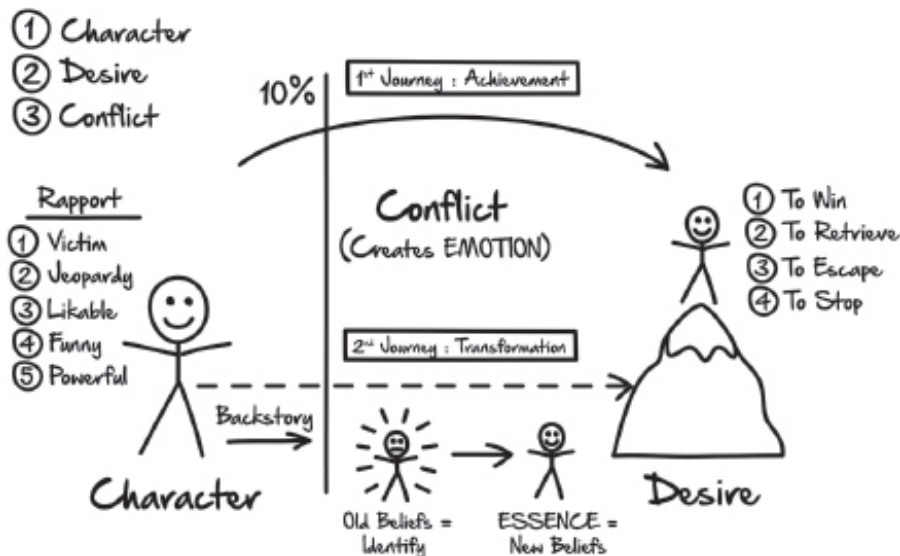 ① Character
② Desire
③ Conflict
10%
1st Journey : Achievement
Rapport
① Victim
② Jeopardy
③ Likable
④ Funny
⑤ Powerful
Conflict
(Creates EMOTION)
① To Win
② To Retrieve
③ To Escape
④ To Stop
2nd Journey : Transformation
Backstory
Character
Old Beliefs =
Identify
ESSENCE =
New Beliefs
Desire